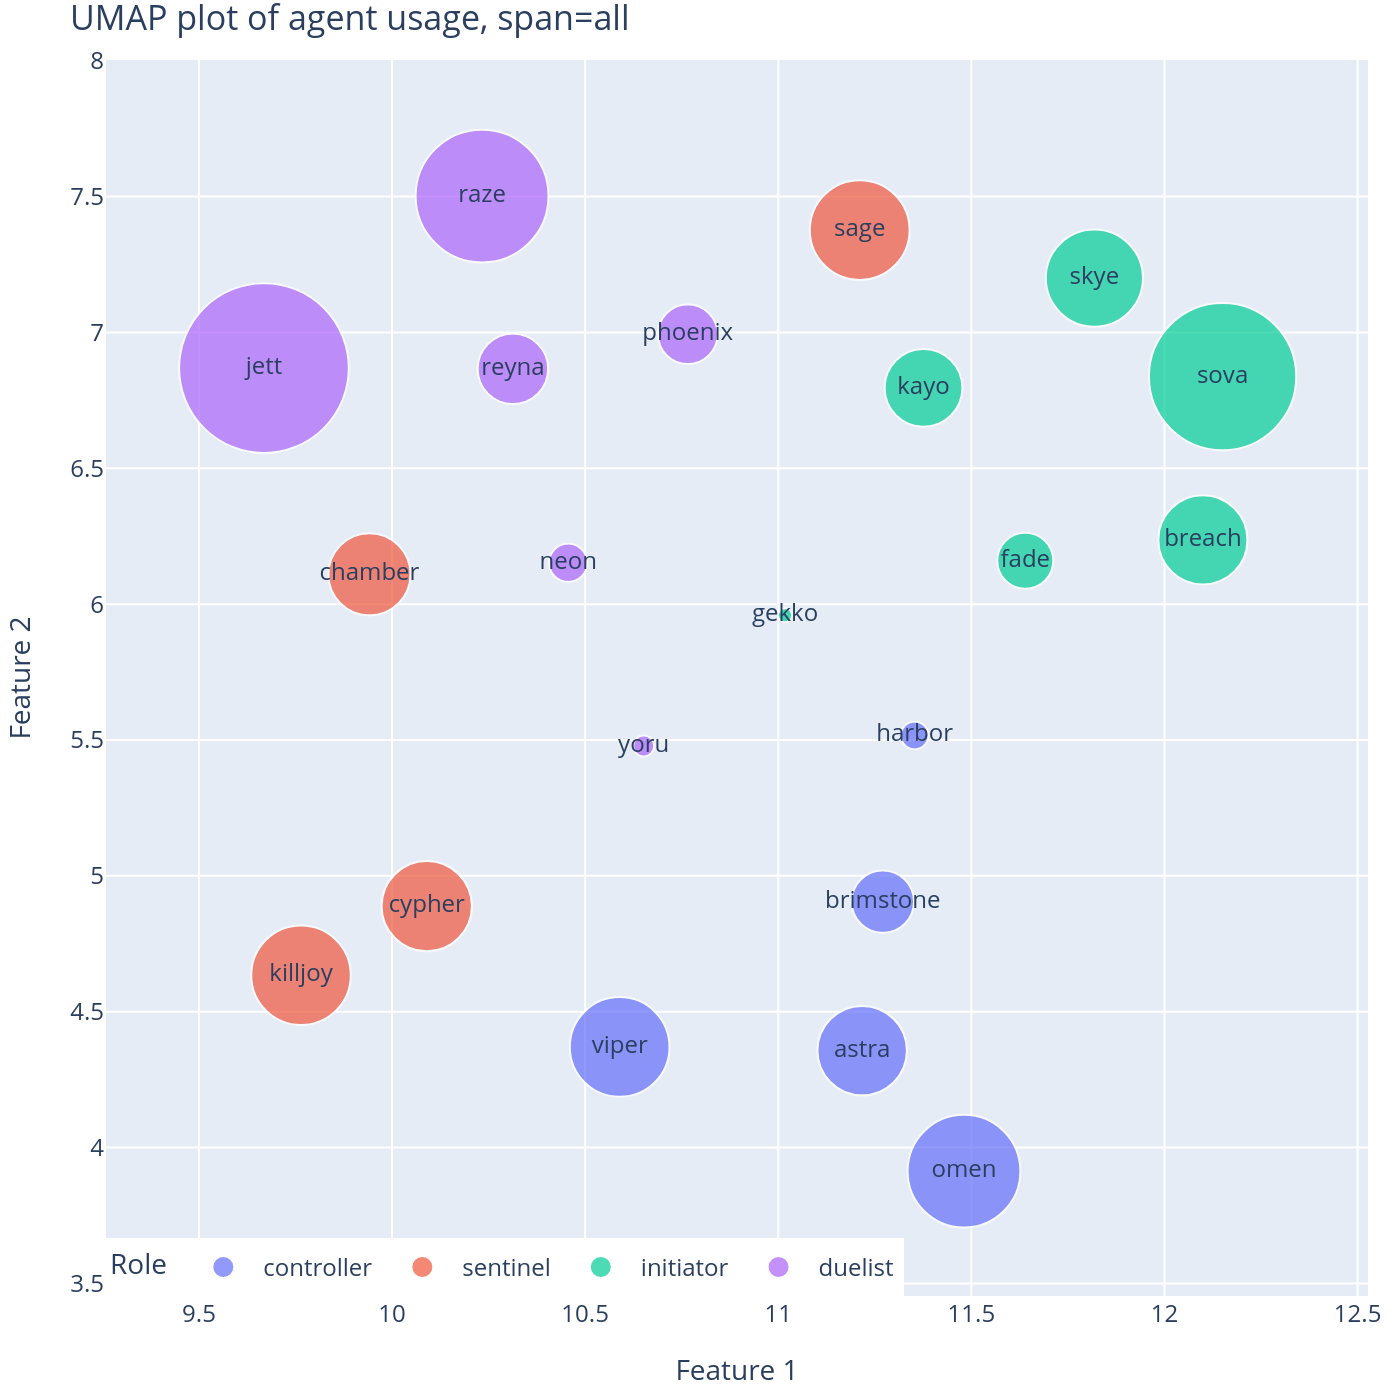 UMAP plot of agent usage, span=all
8
raze
7.5
sage
skye
7
phoenix
jett
reyna
sova
kayo
6.5
breach
neon
fade
chamber
6
gekko
Feature 2
harbor
5.5
yoru
5
cypher
brimstone
killjoy
4.5
viper
astra
4
omen
Role
controller
sentinel
initiator
duelist
3.5
9.5 10 10.5 11 11.5 12 12.5
Feature 1